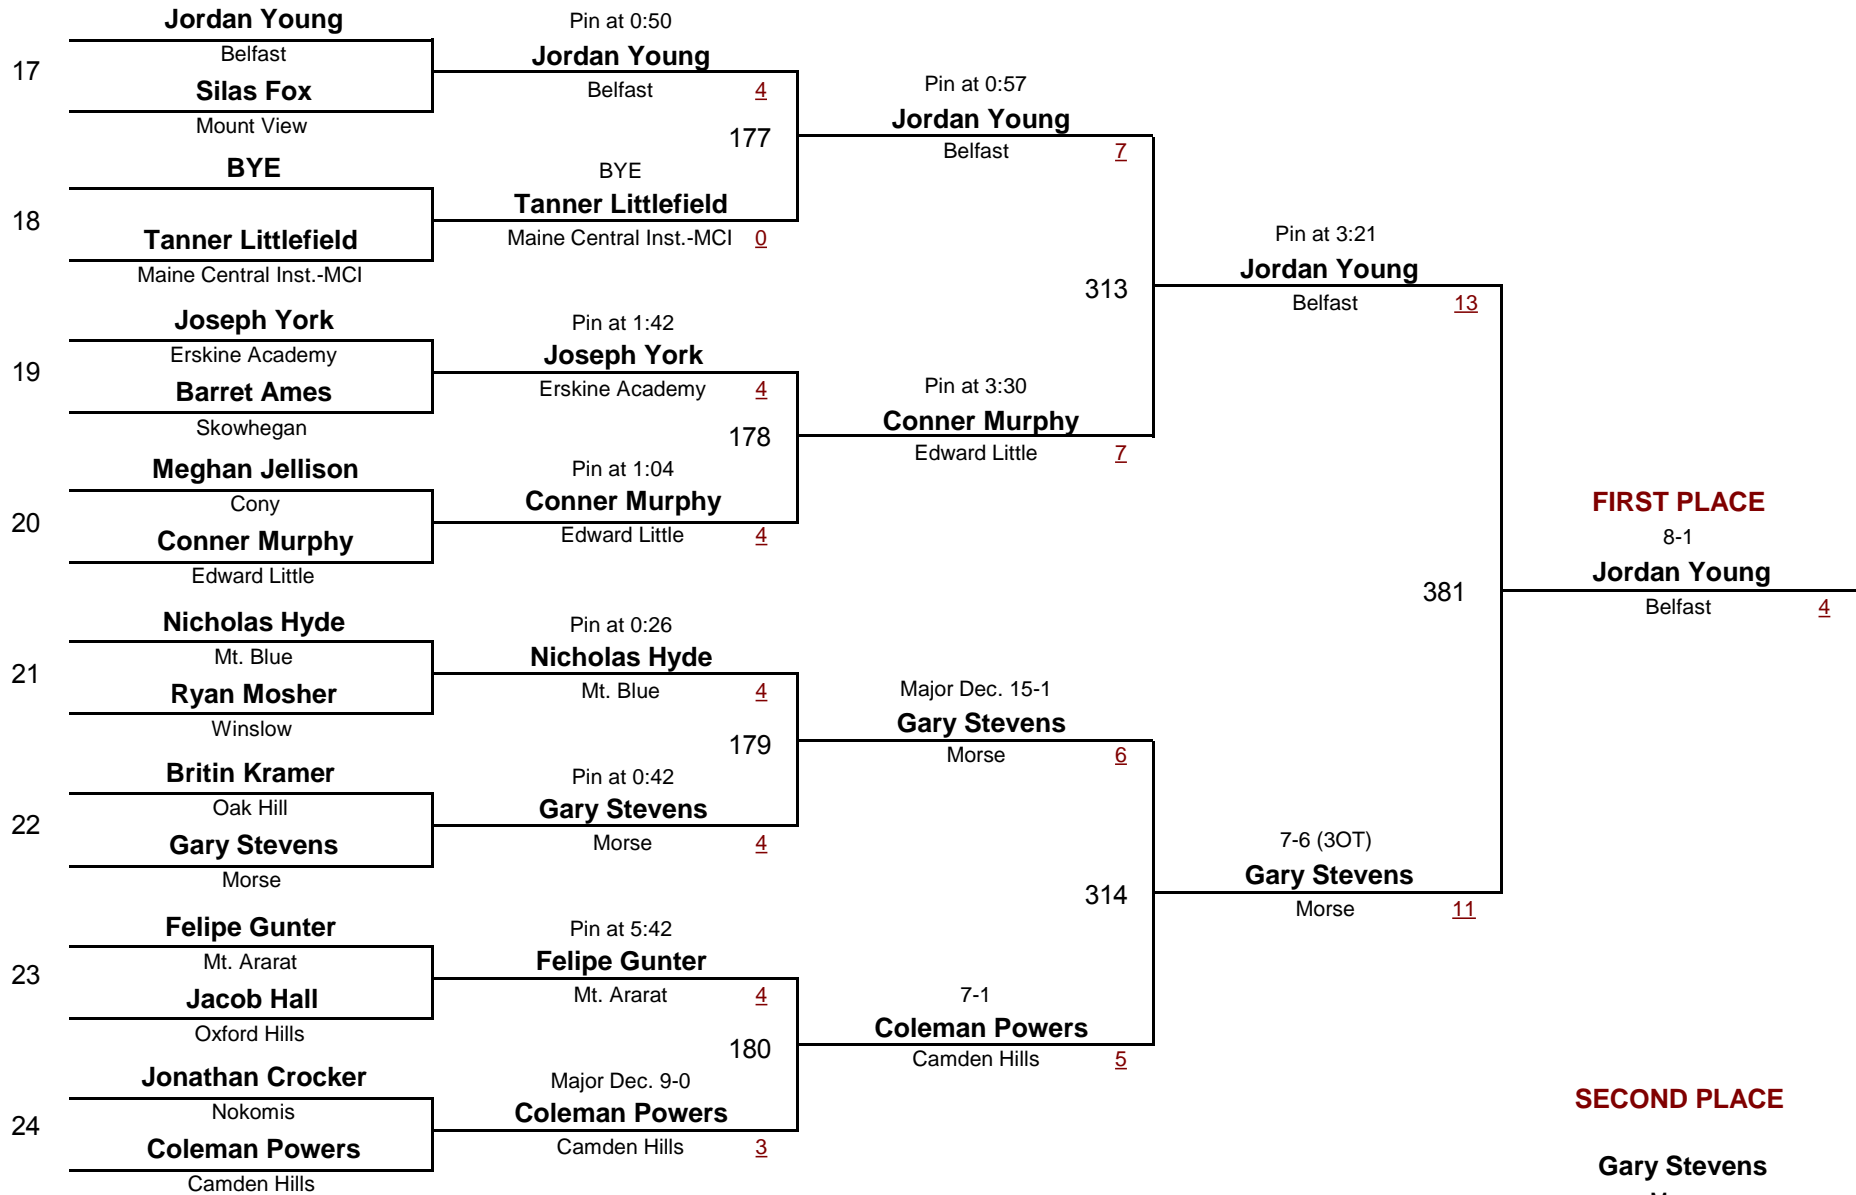 Jordan Young
Belfast
17
Silas Fox
Mount View
BYE
18
Tanner Littlefield
Maine Central Inst.-MCI
Joseph York
Erskine Academy
19
Barret Ames
Skowhegan
Meghan Jellison
Cony
20
Conner Murphy
Edward Little
Nicholas Hyde
Mt. Blue
21
Ryan Mosher
Winslow
Britin Kramer
Oak Hill
22
Gary Stevens
Morse
Felipe Gunter
Mt. Ararat
23
Jacob Hall
Oxford Hills
Jonathan Crocker
Nokomis
24
Coleman Powers
Camden Hills
Pin at 0:50
Jordan Young
Belfast 4
177
BYE
Tanner Littlefield
Maine Central Inst.-MCI 0
Pin at 1:42
Joseph York
Erskine Academy 4
178
Pin at 1:04
Conner Murphy
Edward Little 4
Pin at 0:26
Nicholas Hyde
Mt. Blue 4
179
Pin at 0:42
Gary Stevens
Morse 4
Pin at 5:42
Felipe Gunter
Mt. Ararat 4
180
Major Dec. 9-0
Coleman Powers
Camden Hills 3
Pin at 0:57
Jordan Young
Belfast 7
313
Pin at 3:30
Conner Murphy
Edward Little 7
Major Dec. 15-1
Gary Stevens
Morse 6
314
7-1
Coleman Powers
Camden Hills 5
Pin at 3:21
Jordan Young
Belfast 13
381
7-6 (3OT)
Gary Stevens
Morse 11
FIRST PLACE
8-1
Jordan Young
Belfast 4
SECOND PLACE
Gary Stevens